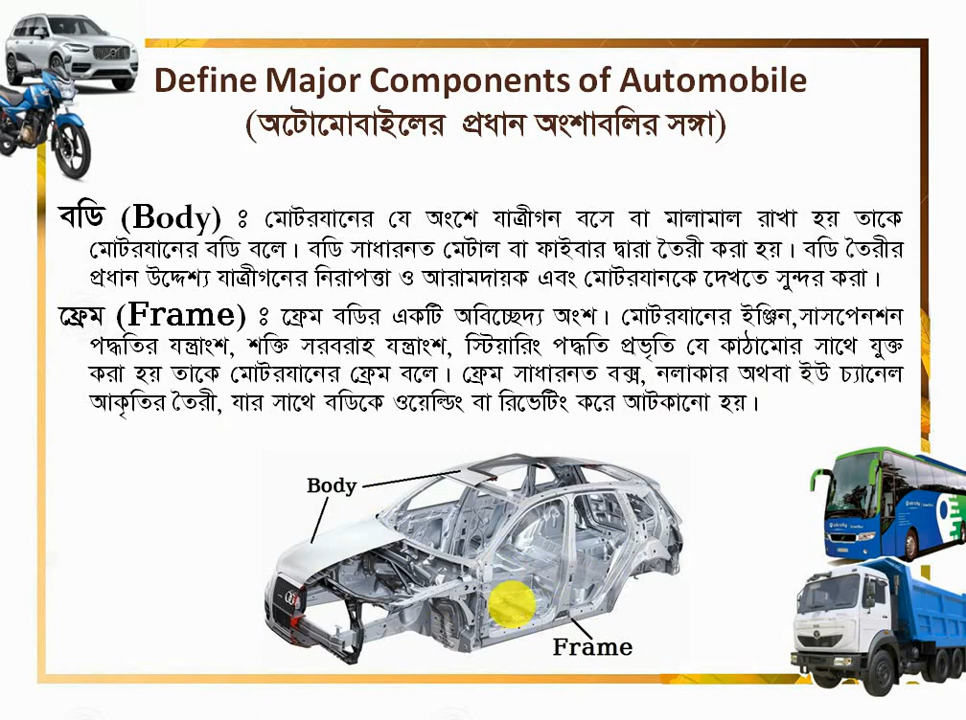 Define Major Components of Automobile
(অটোমোবাইলের প্রধান অংশাবলির সঙ্গা)
বডি (Body) ঃ মোটরযানের যে অংশে যাত্রীগন বসে বা মালামাল রাখা হয় তাকে
মোটরযানের বডি বলে। বডি সাধারনত মেটাল বা ফাইবার দ্বারা তৈরী করা হয়। বডি তৈরীর
প্রধান উদ্দেশ্য যাত্রীগনের নিরাপত্তা ও আরামদায়ক এবং মোটরযানকে দেখতে সুন্দর করা।
ফ্রেম (Frame) ঃ ফ্রেম বডির একটি অবিচ্ছেদ্য অংশ। মোটরযানের ইঞ্জিন,সাসপেনশন
পদ্ধতির যন্ত্রাংশ, শক্তি সরবরাহ যন্ত্রাংশ, স্টিয়ারিং পদ্ধতি প্রভৃতি যে কাঠামোর সাথে যুক্ত
করা হয় তাকে মোটরযানের ফ্রেম বলে। ফ্রেম সাধারনত বক্স, নলাকার অথবা ইউ চ্যানেল
আকৃতির তৈরী, যার সাথে বডিকে ওয়েল্ডিং বা রিভেটিং করে আটকানো হয়।
Body
Frame